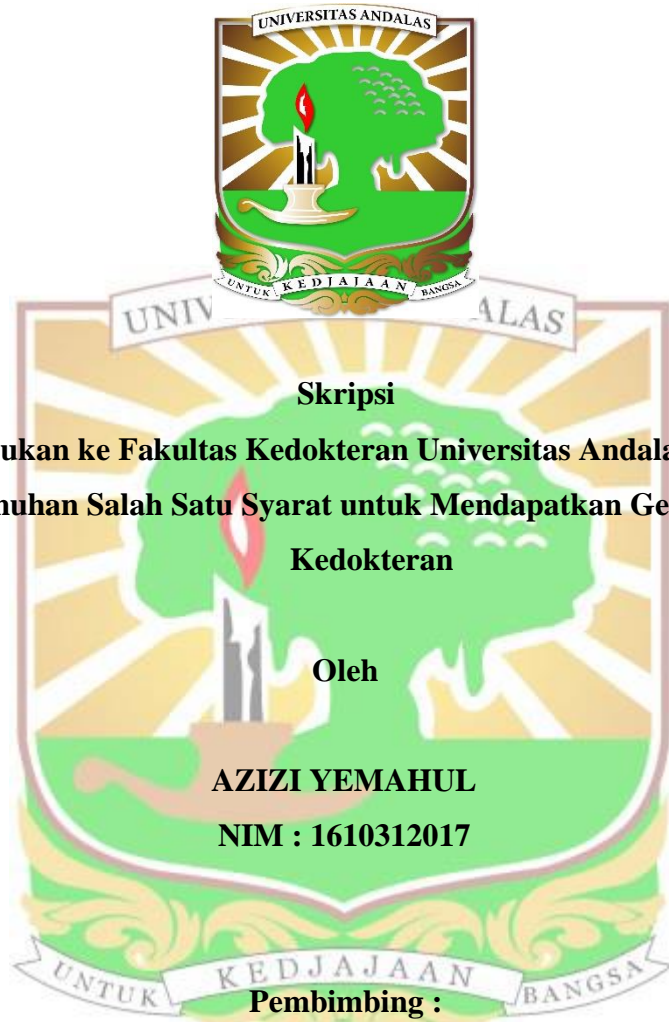 UNIVERSITAS ANDALAS
UNTUK KEDJAJAAN BANGSA
UNIV ALAS
Skripsi
ukan ke Fakultas Kedokteran Universitas Andala
uhan Salah Satu Syarat untuk Mendapatkan Ge
Kedokteran
Oleh
AZIZI YEMAHUL
NIM : 1610312017
UNTUK KEDJAJAAN BANGSA
Pembimbing :